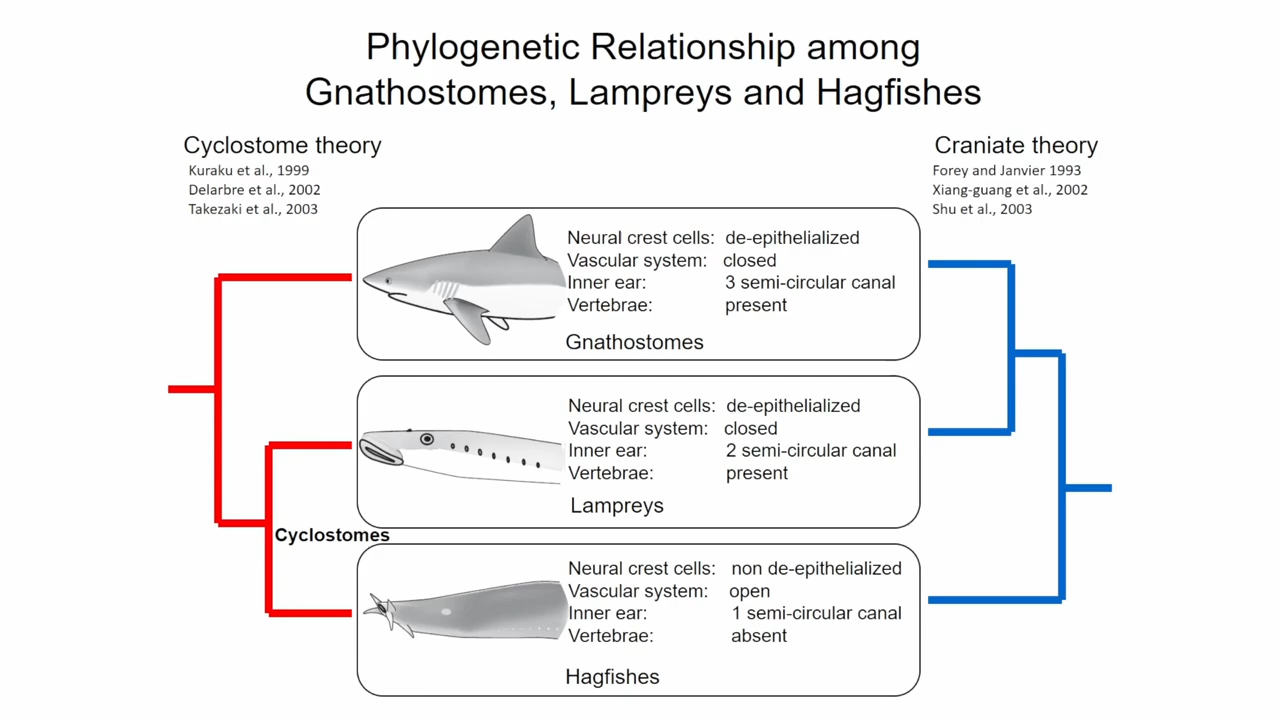 Phylogenetic Relationship among
Gnathostomes, Lampreys and Hagfishes
Cyclostome theory
Kuraku et al., 1999
Delarbre et al., 2002
Takezaki et al., 2003
Craniate theory
Forey and Janvier 1993
Xiang-guang et al., 2002
Shu et al., 2003
Neural crest cells: de-epithelialized
Vascular system: closed
Inner ear: 3 semi-circular canal
Vertebrae: present
Gnathostomes
Neural crest cells: de-epithelialized
Vascular system: closed
Inner ear: 2 semi-circular canal
Vertebrae: present
Lampreys
Cyclostomes
Neural crest cells: non de-epithelialized
Vascular system: open
Inner ear: 1 semi-circular canal
Vertebrae: absent
Hagfishes